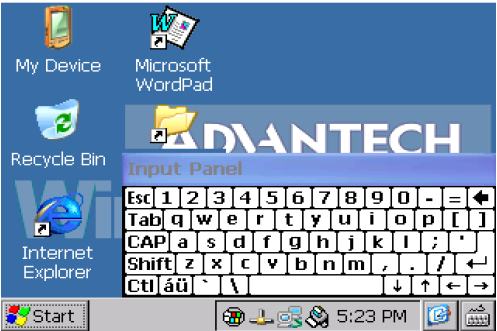 My Device
Microsoft
WordPad
Recycle Bin
ADVANTECH
Input Panel
Wi
Internet
Explorer
Esc 1 2 3 4 5 6 7 8 9 0 - =
Tab q w e r t y u i o p [ ]
CAP a s d f g h j k l ; '
Shift z x c v b n m , . /
Ctl áü ` \
Start
5:23 PM